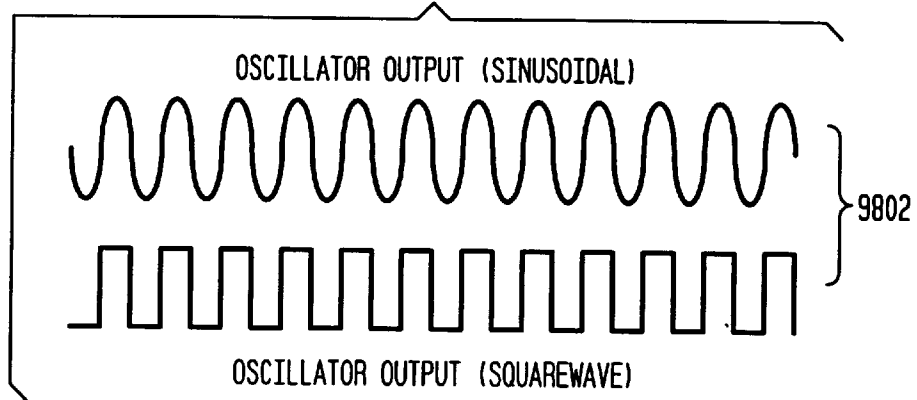 OSCILLATOR OUTPUT (SINUSOIDAL)
9802
OSCILLATOR OUTPUT (SQUAREWAVE)